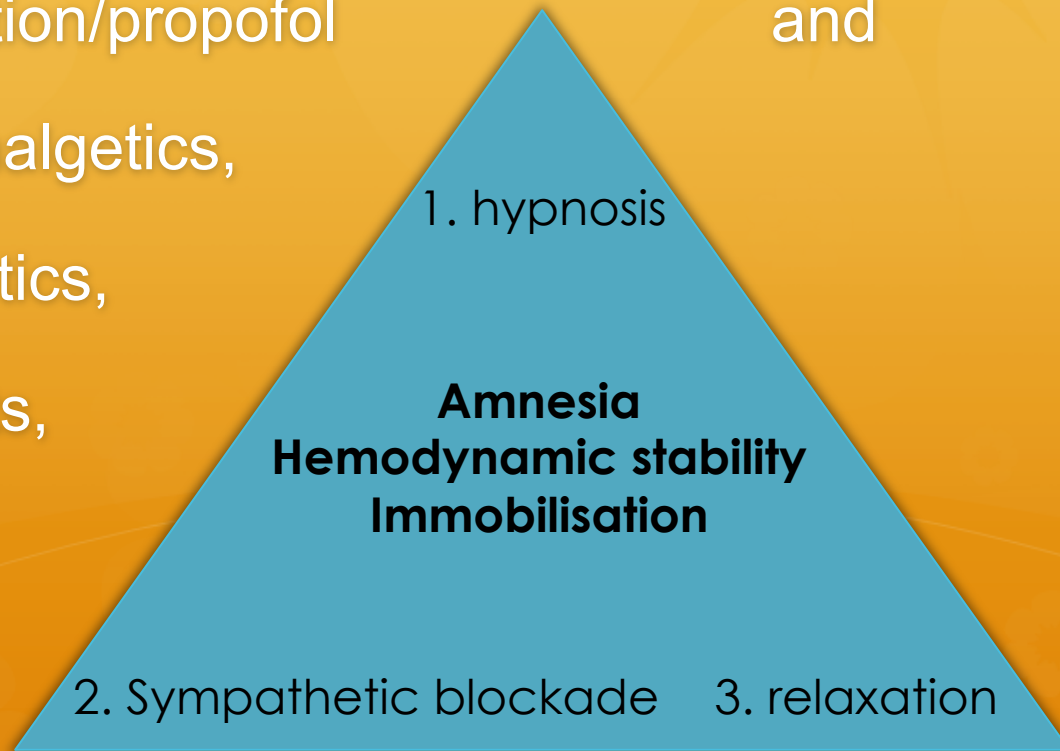 tion/propofol and
algetics,
1. hypnosis
tics,
Amnesia
s,
Hemodynamic stability
Immobilisation
2. Sympathetic blockade 3. relaxation